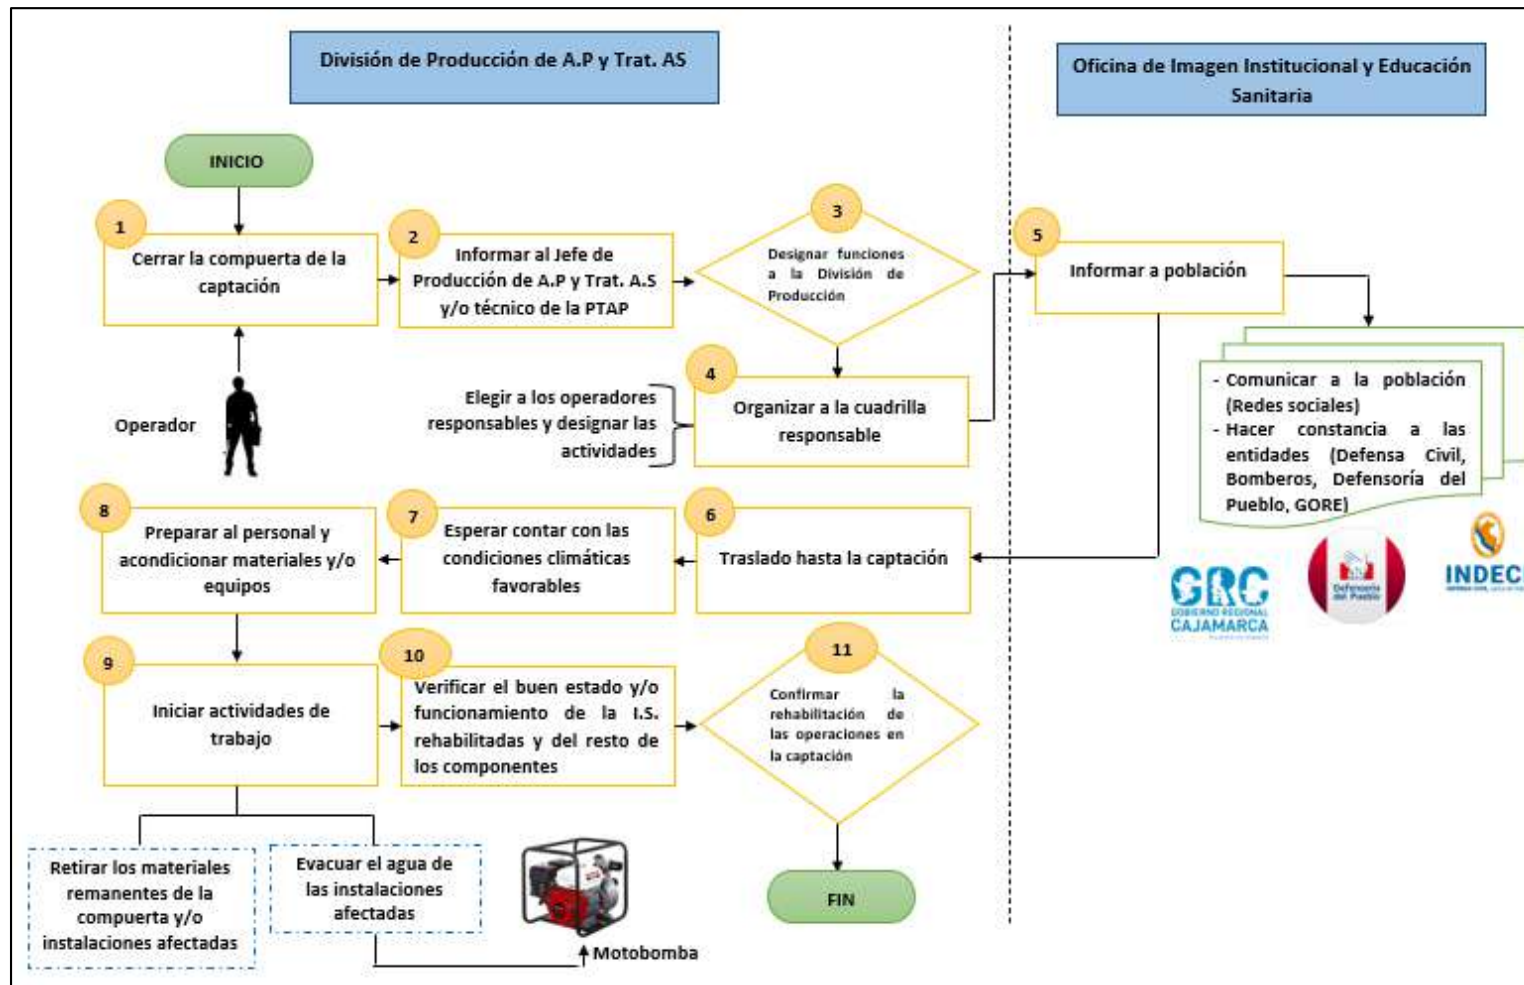 División de Producción de A.P y Trat. AS
Oficina de Imagen Institucional y Educación
Sanitaria
INICIO
1
Cerrar la compuerta de la
captación
2
Informar al Jefe de
Producción de A.P y Trat. A.S
y/o técnico de la PTAP
3
Designar funciones
a la División de
Producción
5
Informar a población
Operador
Elegir a los operadores
responsables y designar las
actividades
4
Organizar a la cuadrilla
responsable
- Comunicar a la población
(Redes sociales)
- Hacer constancia a las
entidades (Defensa Civil,
Bomberos, Defensoría del
Pueblo, GORE)
8
Preparar al personal y
acondicionar materiales y/o
equipos
7
Esperar contar con las
condiciones climáticas
favorables
6
Traslado hasta la captación
GRC
GOBIERNO REGIONAL
CAJAMARCA
Defensoría
del Pueblo
INDEC
9
Iniciar actividades de
trabajo
10
Verificar el buen estado y/o
funcionamiento de la I.S.
rehabilitadas y del resto de
los componentes
11
Confirmar la
rehabilitación de
las operaciones en
la captación
Retirar los materiales
remanentes de la
compuerta y/o
instalaciones afectadas
Evacuar el agua de
las instalaciones
afectadas
Motobomba
FIN